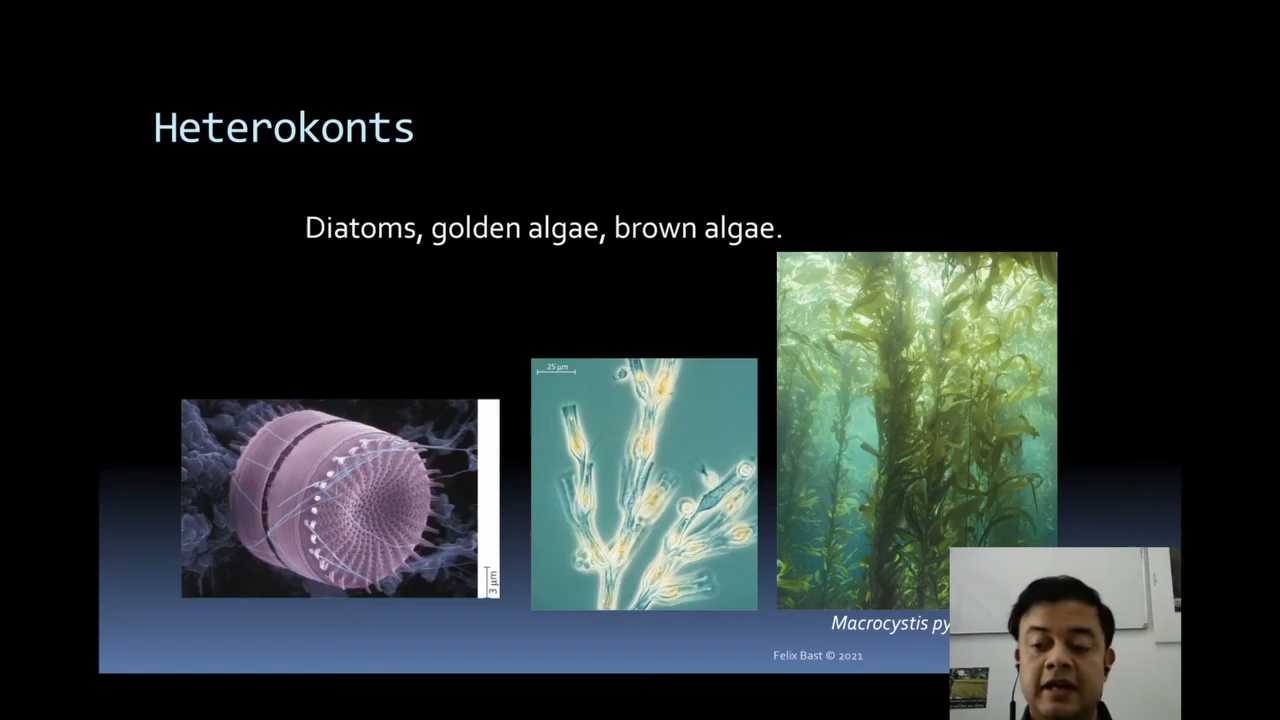 Heterokonts
Diatoms, golden algae, brown algae.
25 µm
3 µm
Macrocystis py
Felix Bast © 2021